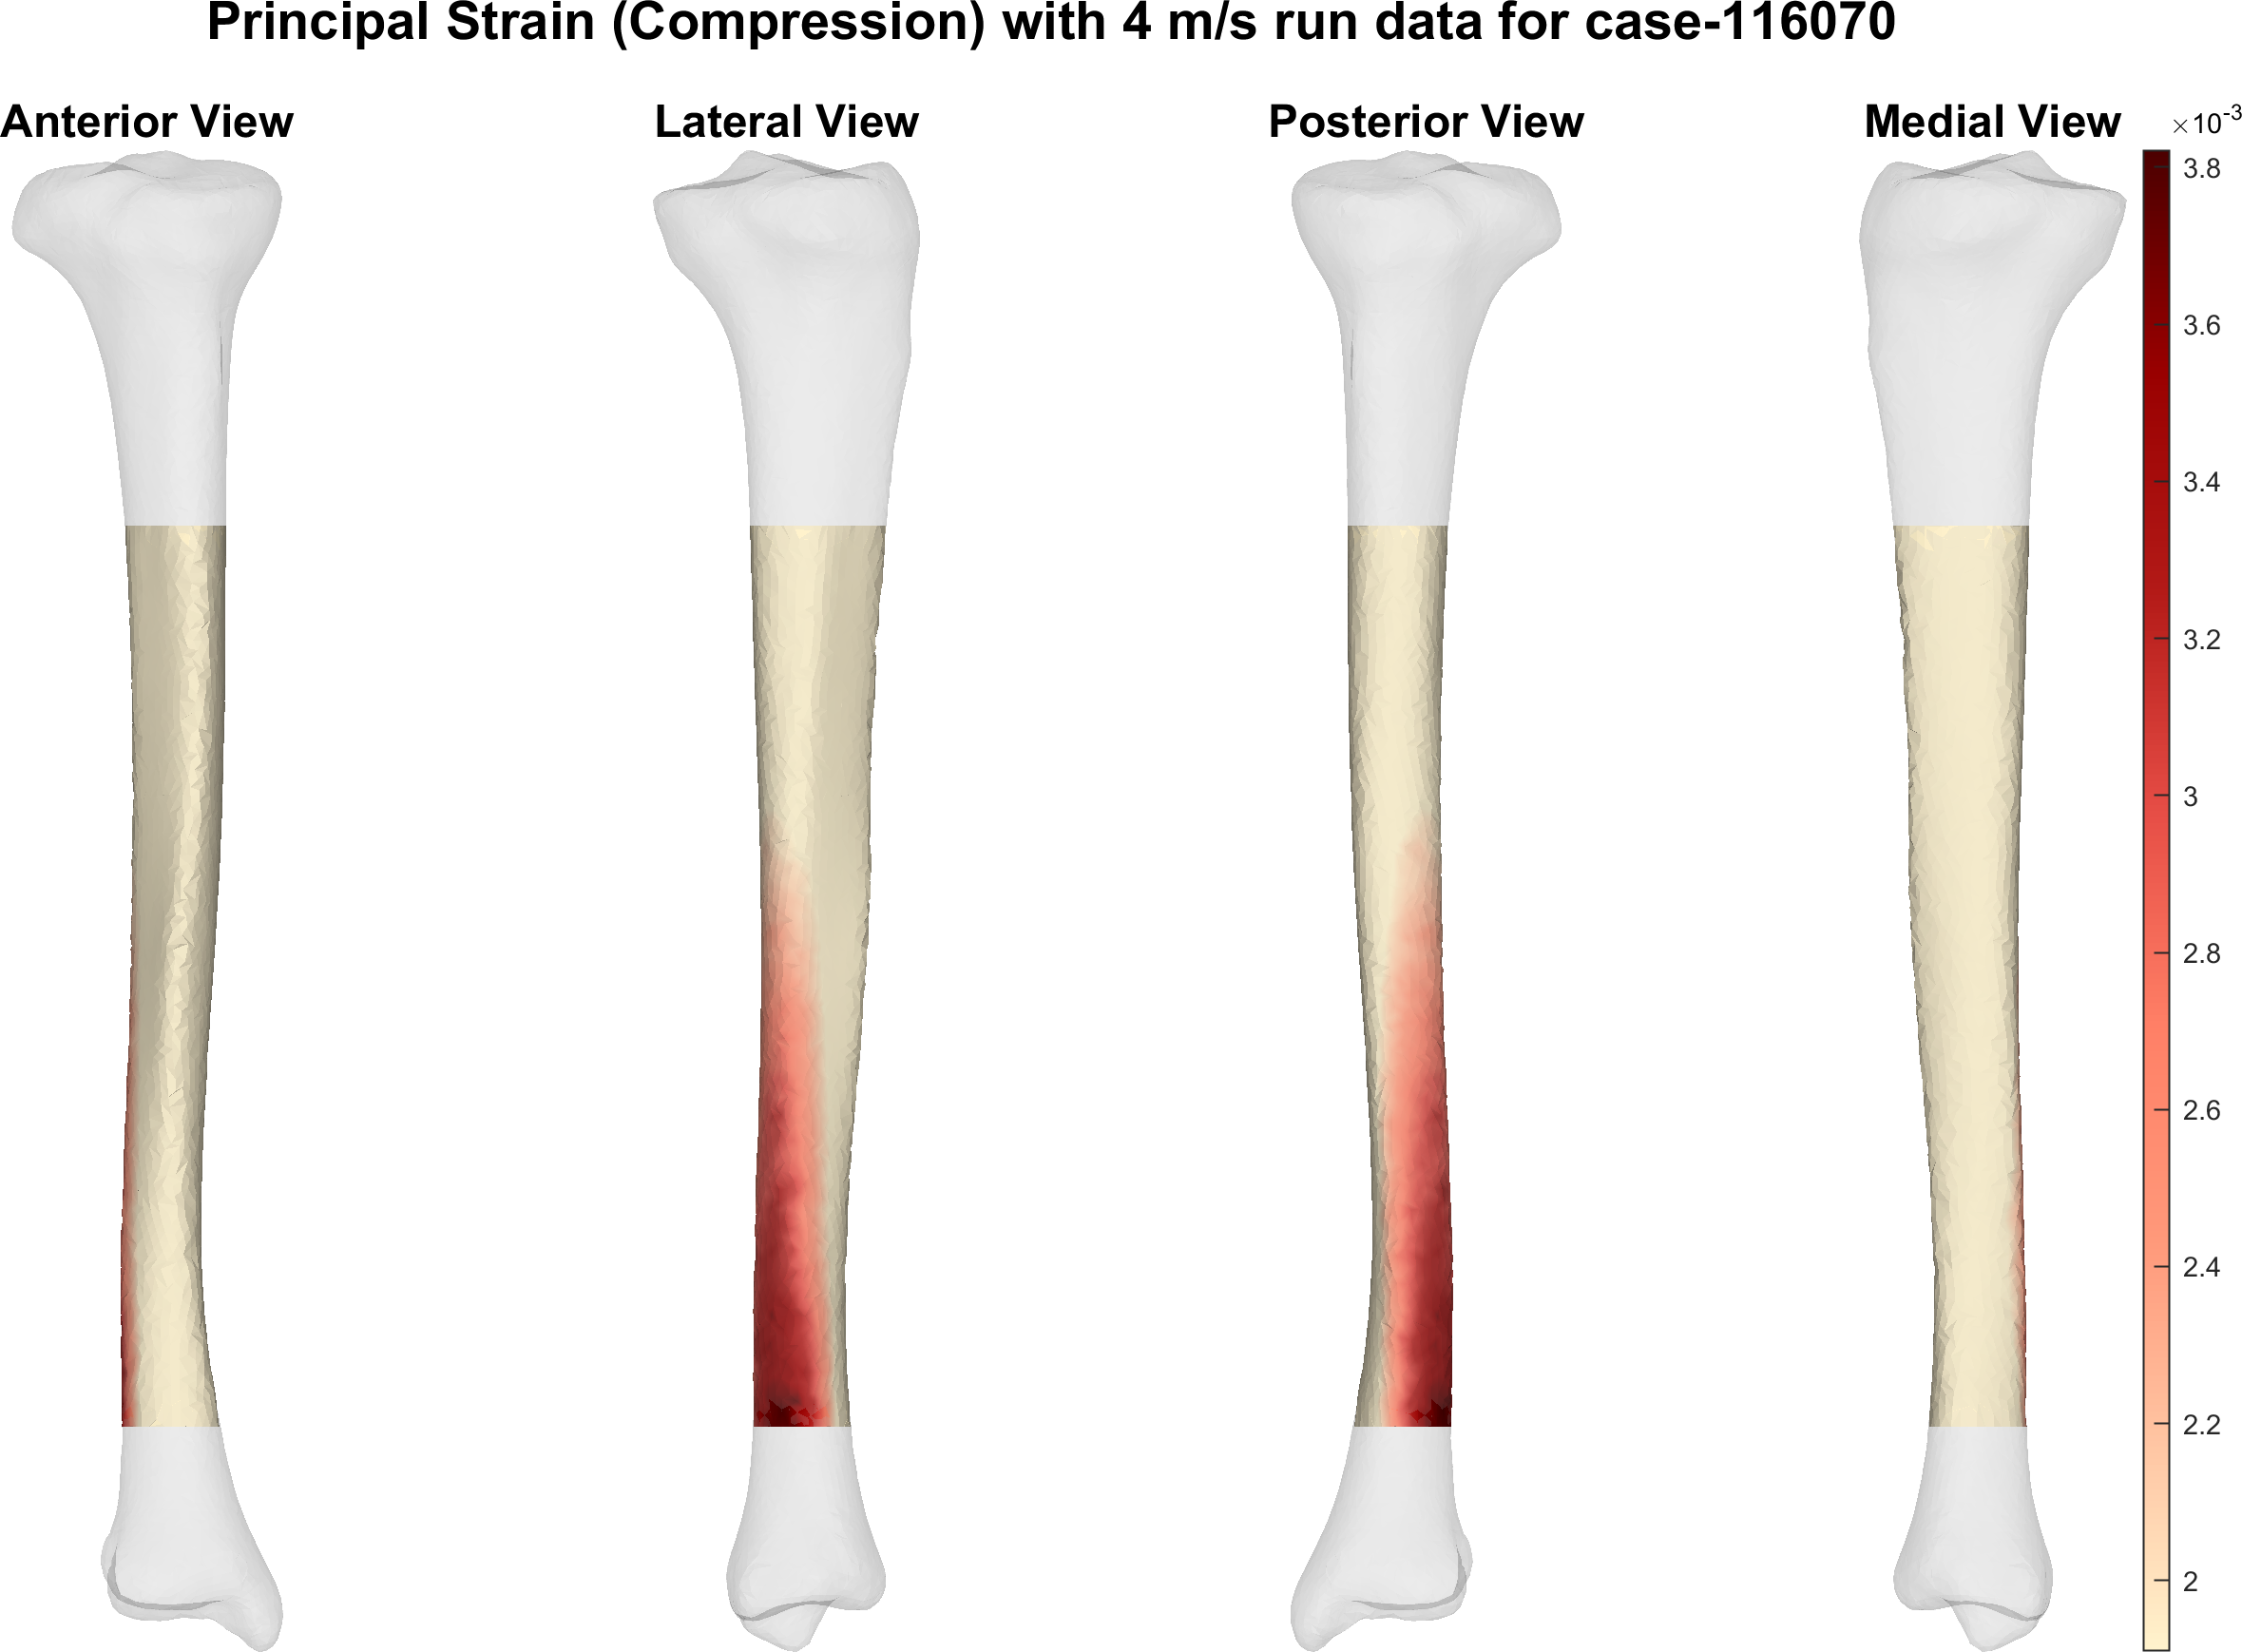 Principal Strain (Compression) with 4 m/s run data for case-116070
Anterior View
Lateral View
Posterior View
Medial View
×10-3
3.8
3.6
3.4
3.2
3
2.8
2.6
2.4
2.2
2